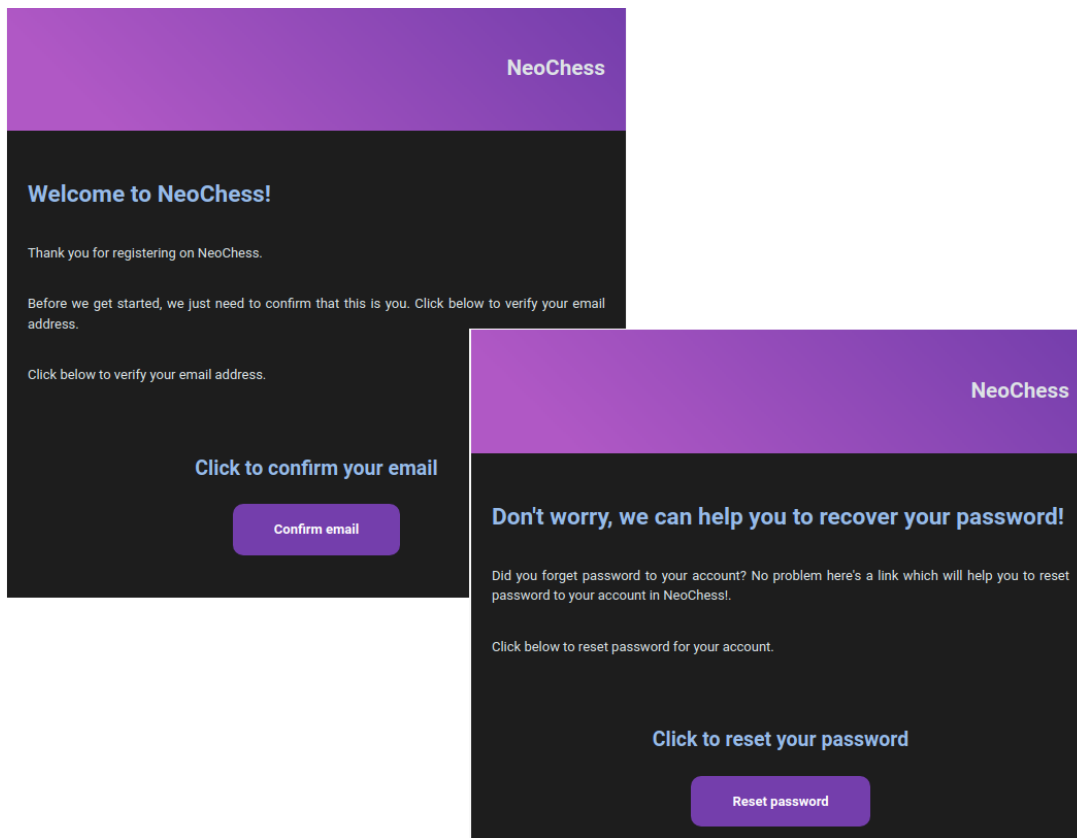 NeoChess
Welcome to NeoChess!
Thank you for registering on NeoChess.
Before we get started, we just need to confirm that this is you. Click below to verify your email
address.
Click below to verify your email address.
Click to confirm your email
Confirm email
NeoChess
Don't worry, we can help you to recover your password!
Did you forget password to your account? No problem here's a link which will help you to reset
password to your account in NeoChess!.
Click below to reset password for your account.
Click to reset your password
Reset password